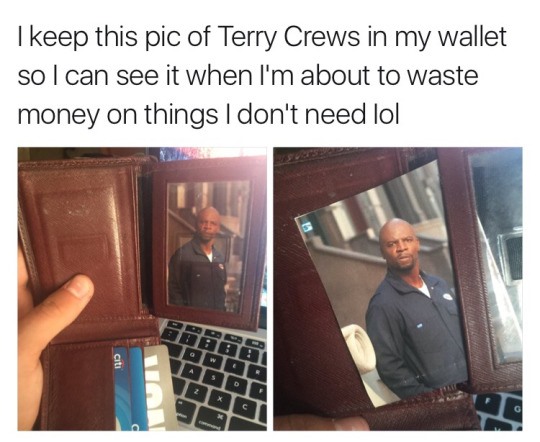 I keep this pic of Terry Crews in my wallet
so I can see it when I'm about to waste
money on things I don't need lol
citi
command